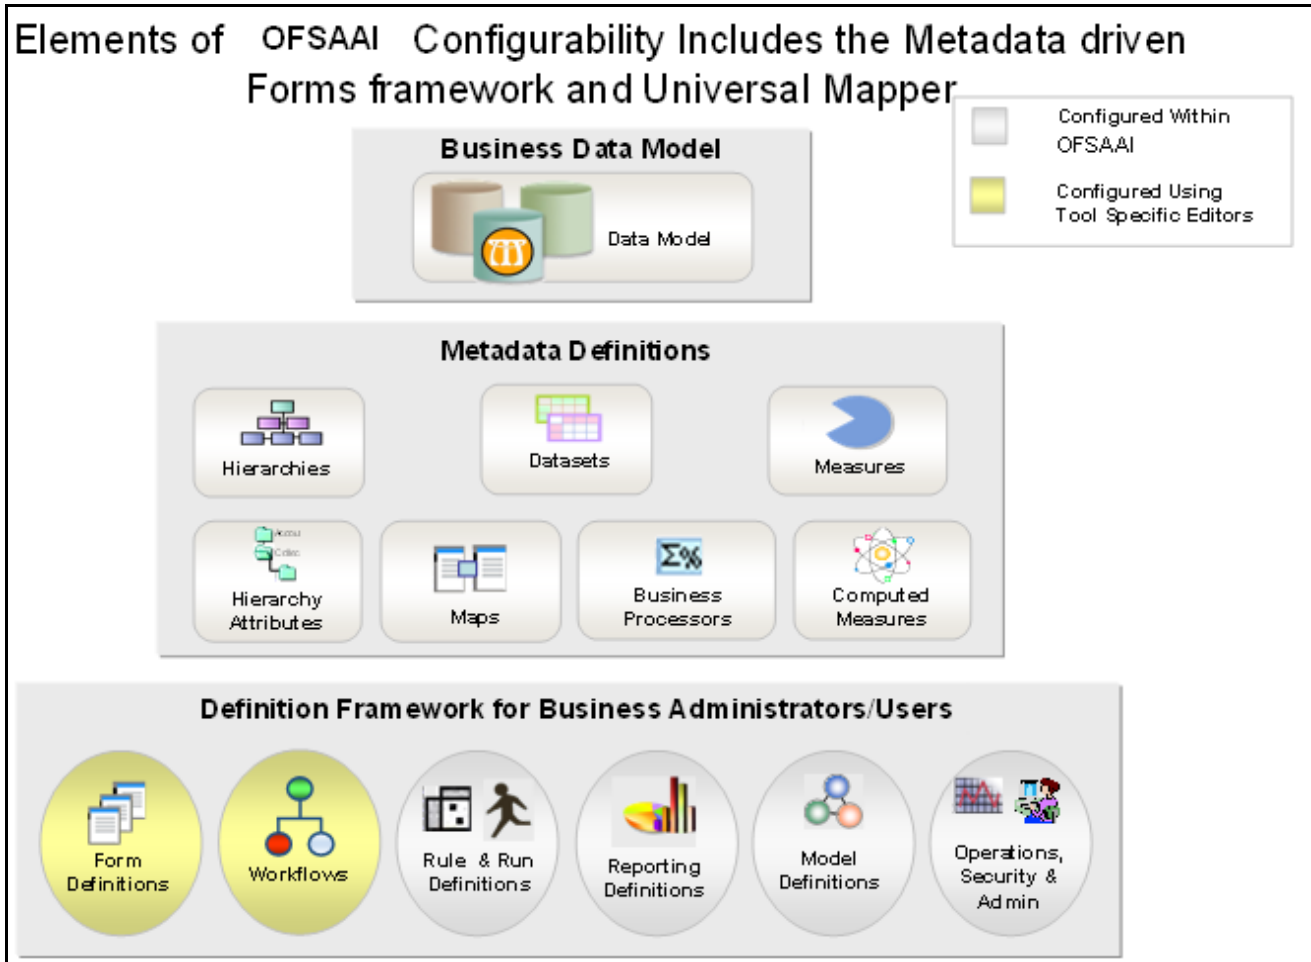 Elements of OFSAAI Configurability Includes the Metadata driven
Forms framework and Universal Mapper
Configured Within
OFSAAI
Configured Using
Tool Specific Editors
Business Data Model
Data Model
Metadata Definitions
Hierarchies
Datasets
Measures
Hierarchy
Attributes
Maps
Business
Processors
Computed
Measures
Σ%
Definition Framework for Business Administrators/Users
Form
Definitions
Workflows
Rule & Run
Definitions
Reporting
Definitions
Model
Definitions
Operations,
Security &
Admin